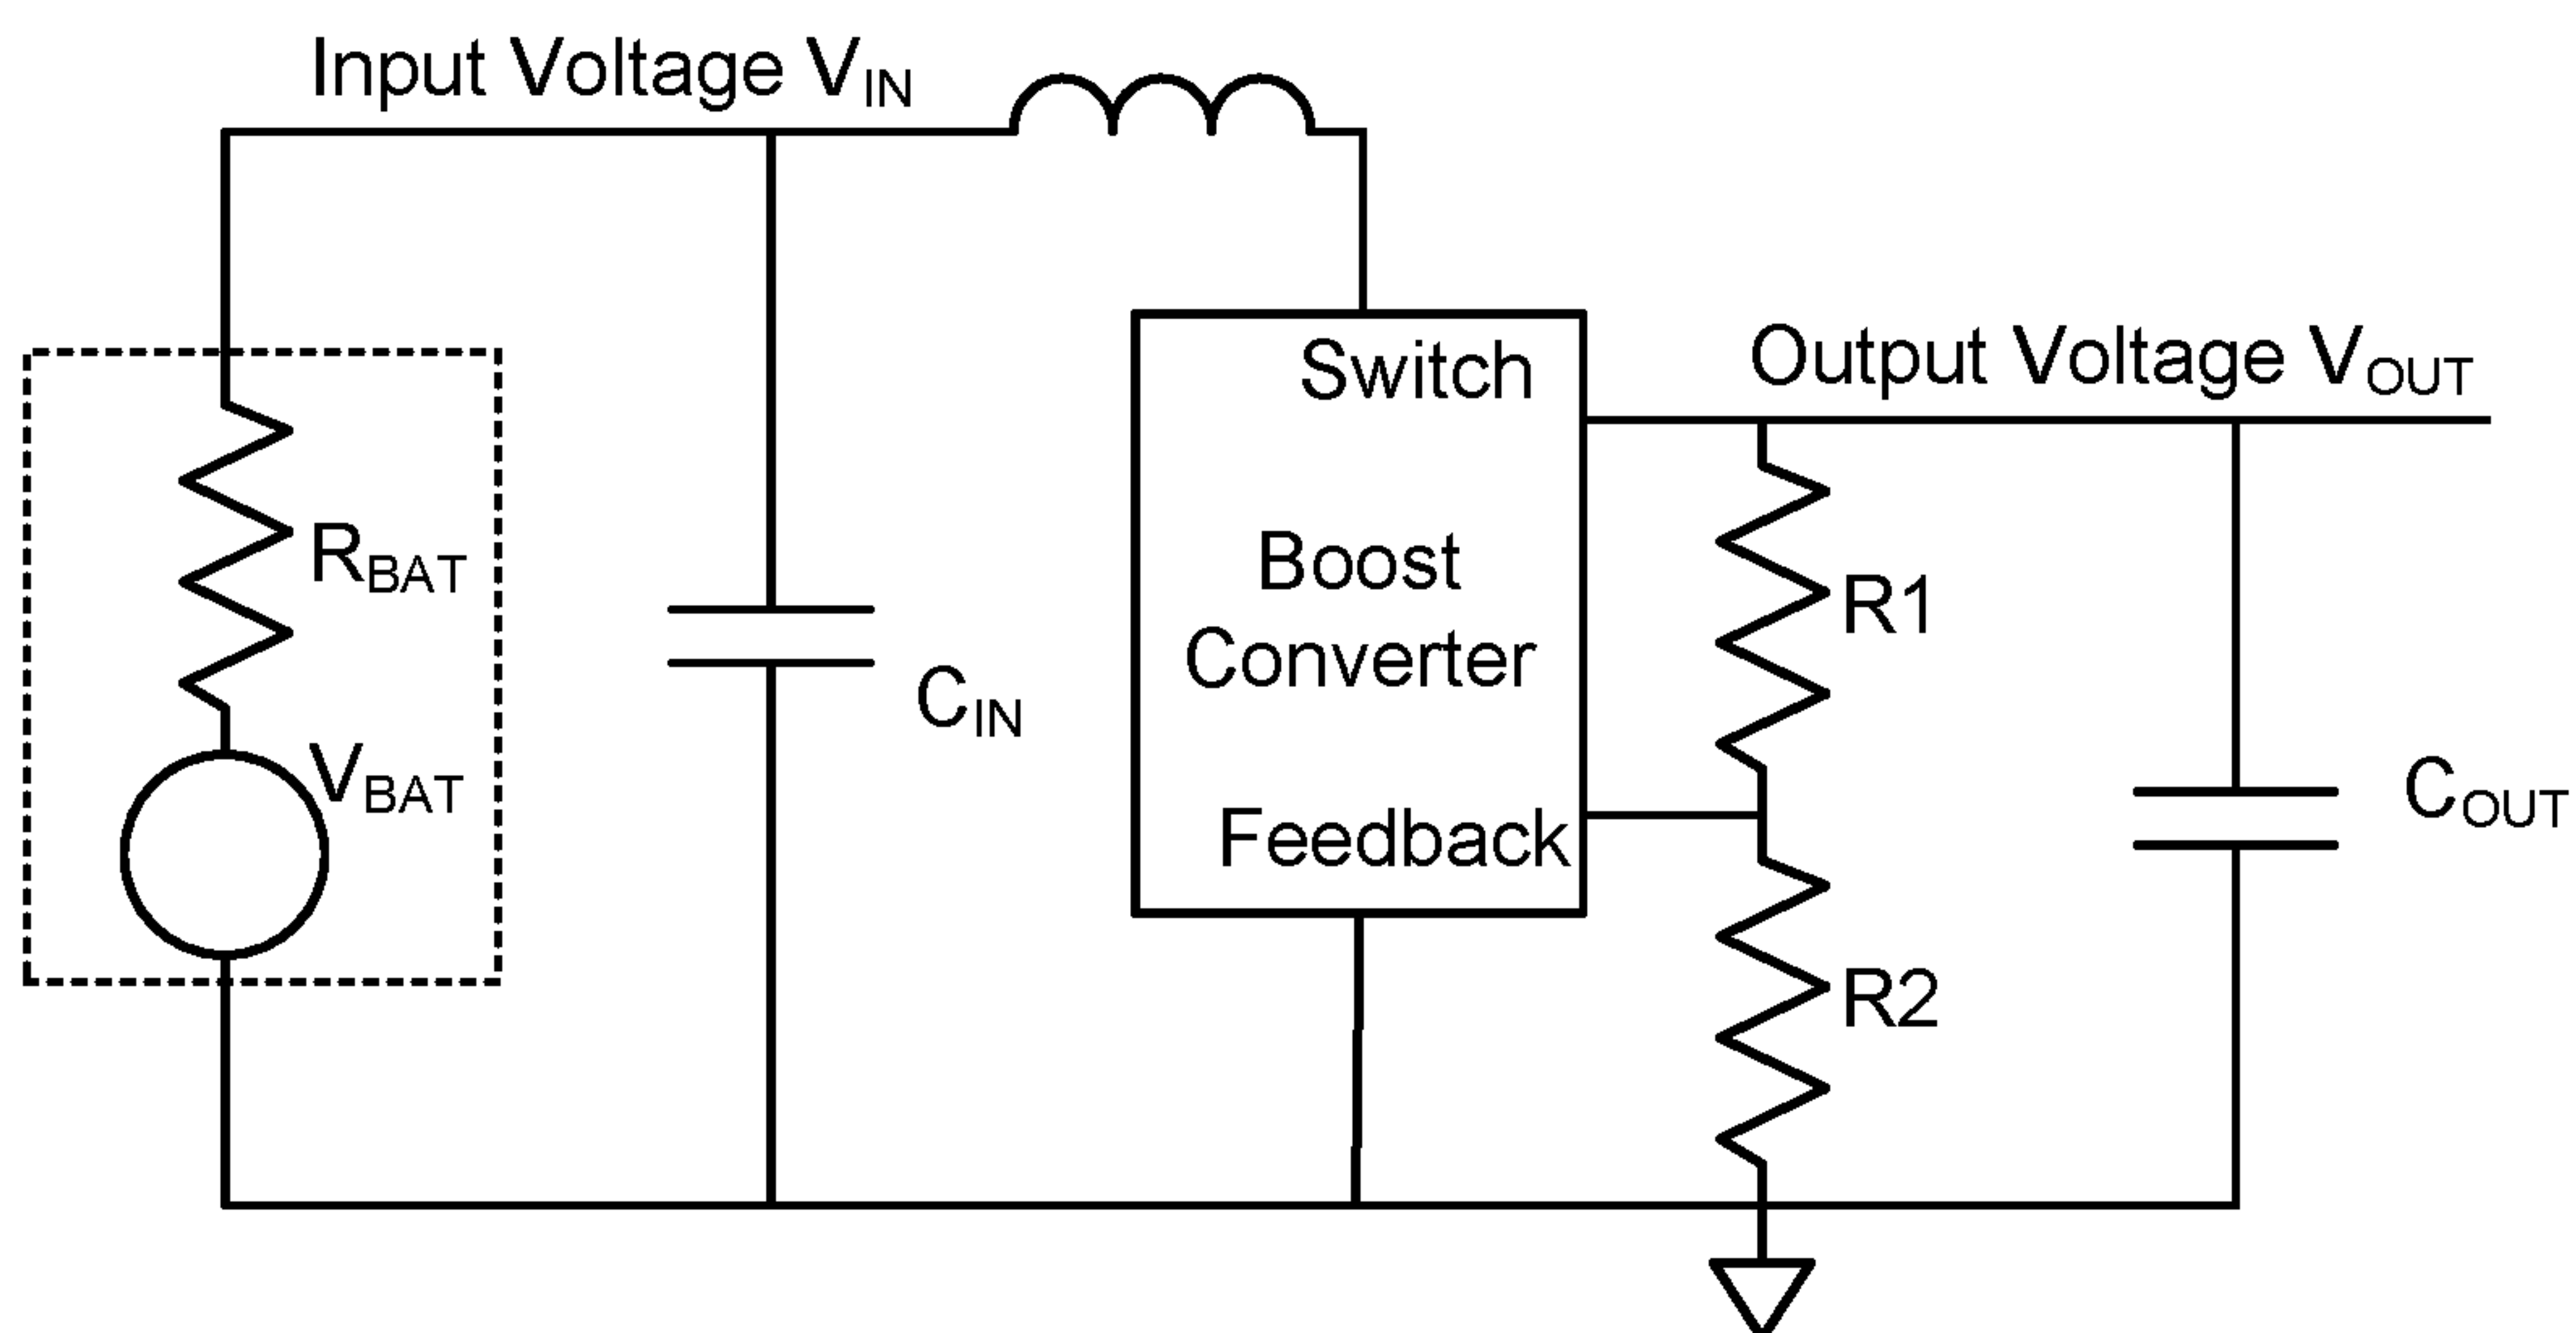 Input Voltage VIN
Switch
Output Voltage VOUT
RBAT
Boost
Converter
R1
CIN
VBAT
Feedback
COUT
R2